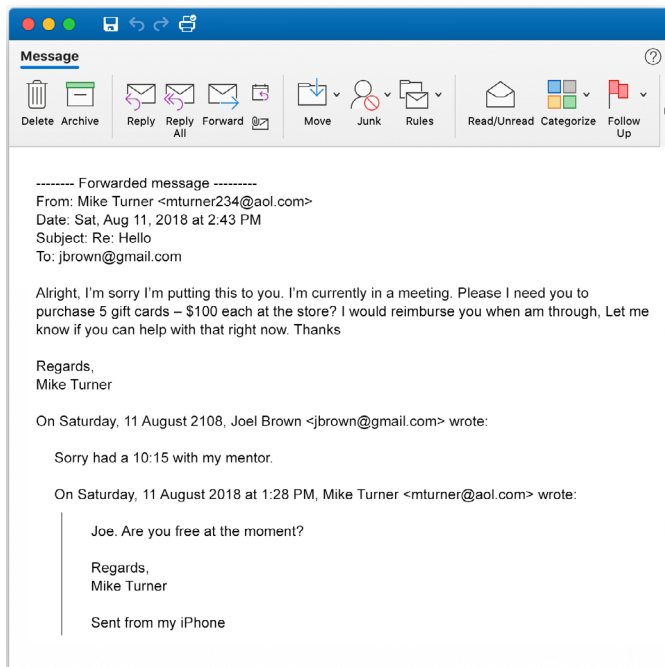 Message
?
Delete
Archive
Reply
Reply All
Forward
Move
Junk
Rules
Read/Unread
Categorize
Follow Up
-------- Forwarded message ---------
From: Mike Turner <mturner234@aol.com>
Date: Sat, Aug 11, 2018 at 2:43 PM
Subject: Re: Hello
To: jbrown@gmail.com
Alright, I’m sorry I’m putting this to you. I’m currently in a meeting. Please I need you to
purchase 5 gift cards – $100 each at the store? I would reimburse you when am through, Let me
know if you can help with that right now. Thanks
Regards,
Mike Turner
On Saturday, 11 August 2108, Joel Brown <jbrown@gmail.com> wrote:
Sorry had a 10:15 with my mentor.
On Saturday, 11 August 2018 at 1:28 PM, Mike Turner <mturner@aol.com> wrote:
Joe. Are you free at the moment?
Regards,
Mike Turner
Sent from my iPhone